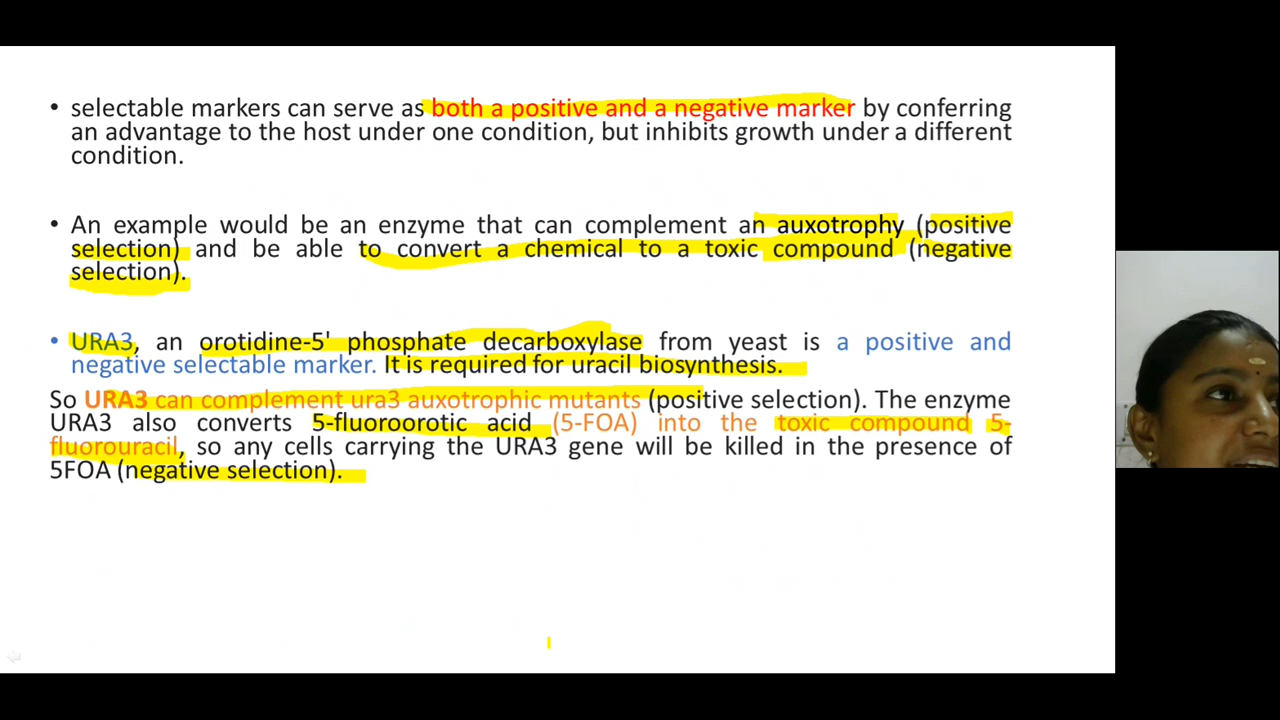 • selectable markers can serve as both a positive and a negative marker by conferring
an advantage to the host under one condition, but inhibits growth under a different
condition.
• An example would be an enzyme that can complement an auxotrophy (positive
selection) and be able to convert a chemical to a toxic compound (negative
selection).
• URA3, an orotidine-5' phosphate decarboxylase from yeast is a positive and
negative selectable marker. It is required for uracil biosynthesis.
So URA3 can complement ura3 auxotrophic mutants (positive selection). The enzyme
URA3 also converts 5-fluoroorotic acid (5-FOA) into the toxic compound 5-
fluorouracil, so any cells carrying the URA3 gene will be killed in the presence of
5FOA (negative selection).